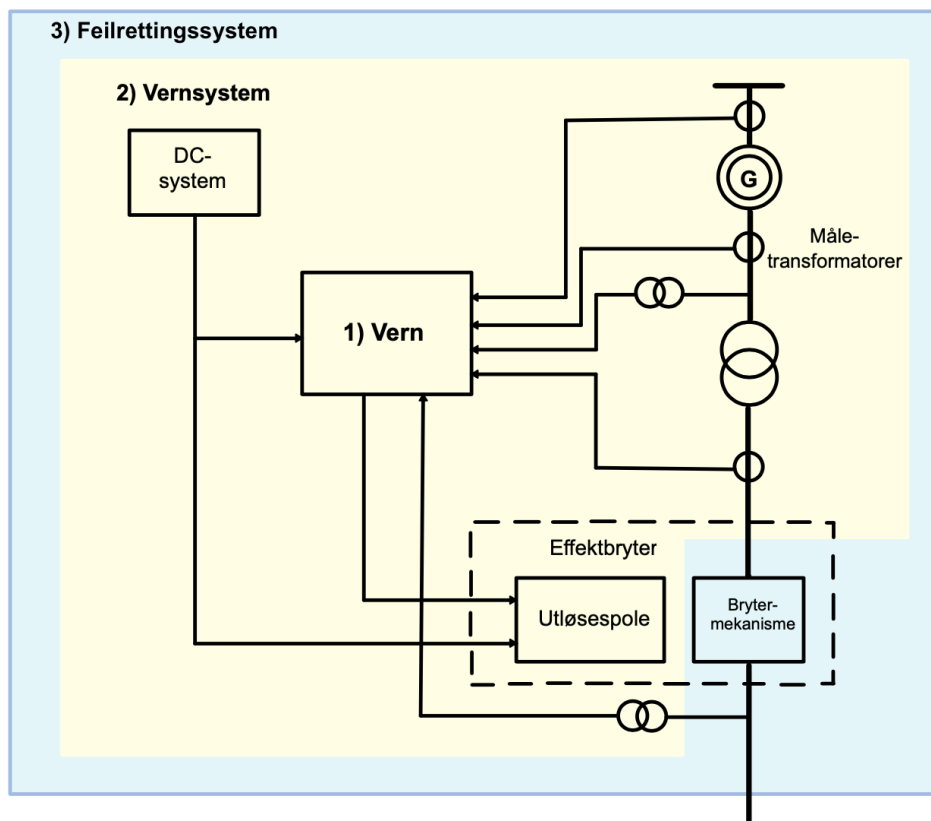 3) Feilrettingssystem
2) Vernsystem
DC-
system
G
Måle-
transformatorer
1) Vern
Effektbryter
Utløsespole
Bryter-
mekanisme